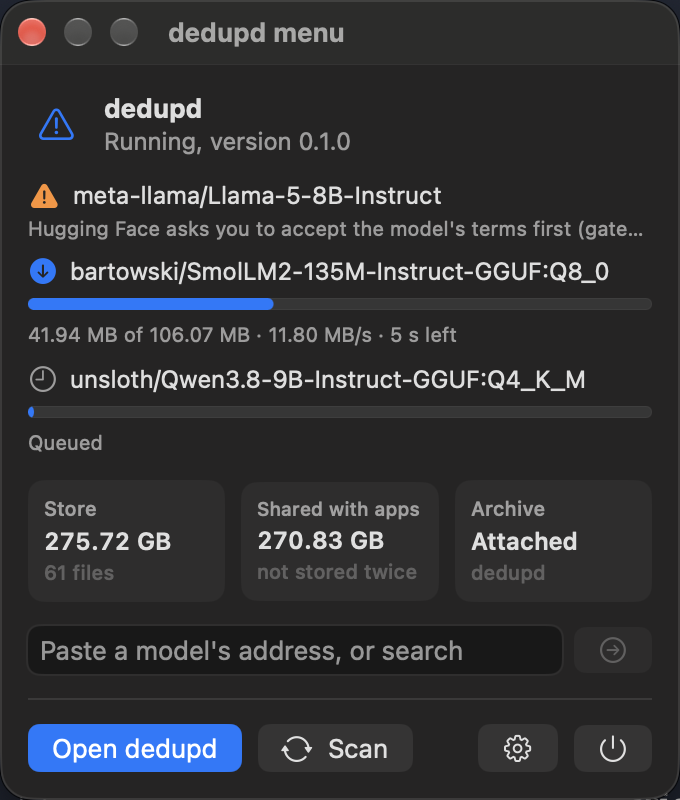 dedupd menu
dedupd
Running, version 0.1.0
meta-llama/Llama-5-8B-Instruct
Hugging Face asks you to accept the model's terms first (gate…
bartowski/SmolLM2-135M-Instruct-GGUF:Q8_0
41.94 MB of 106.07 MB · 11.80 MB/s · 5 s left
unsloth/Qwen3.8-9B-Instruct-GGUF:Q4_K_M
Queued
Store
275.72 GB
61 files
Shared with apps
270.83 GB
not stored twice
Archive
Attached
dedupd
Paste a model's address, or search
Open dedupd
Scan